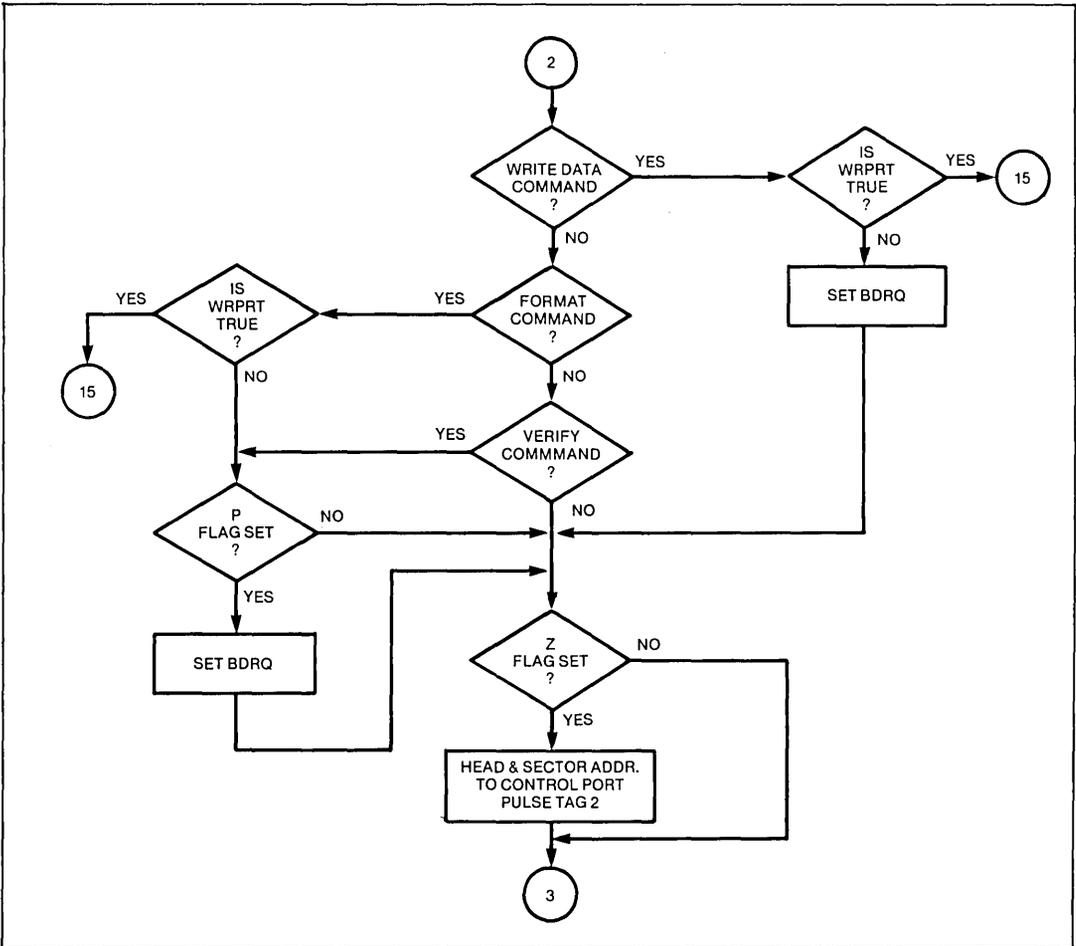 2
WRITE DATA
COMMAND
?
YES
IS
WRPRT
TRUE
?
YES
15
NO
NO
SET BDRQ
IS
WRPRT
TRUE
?
YES
15
NO
YES
FORMAT
COMMAND
?
NO
YES
VERIFY
COMMMAND
?
NO
P
FLAG SET
?
NO
YES
SET BDRQ
Z
FLAG SET
?
NO
YES
HEAD & SECTOR ADDR.
TO CONTROL PORT
PULSE TAG 2
3